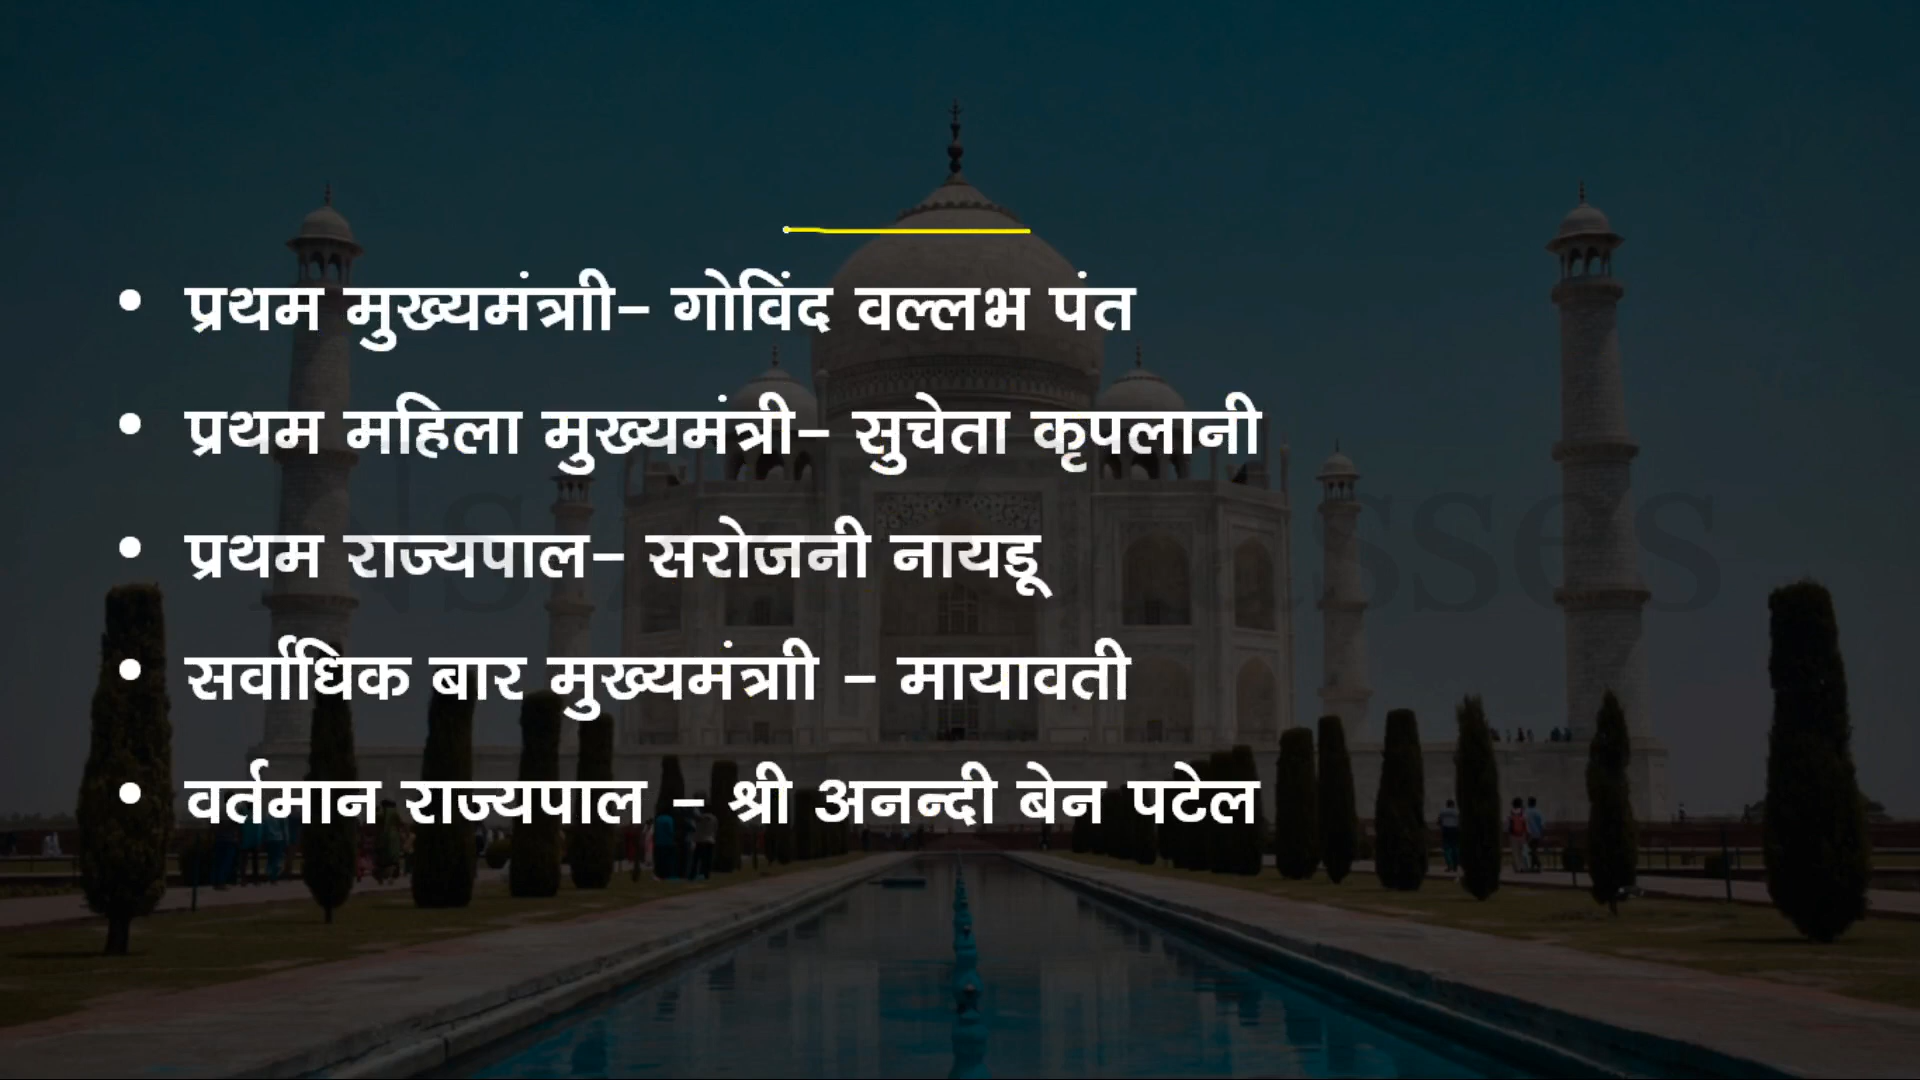 • प्रथम मुख्यमंत्राी- गोविंद वल्लभ पंत
• प्रथम महिला मुख्यमंत्री- सुचेता कृपलानी
• प्रथम राज्यपाल- सरोजनी नायडू
• सर्वाधिक बार मुख्यमंत्राी - मायावती
• वर्तमान राज्यपाल - श्री अनन्दी बेन पटेल